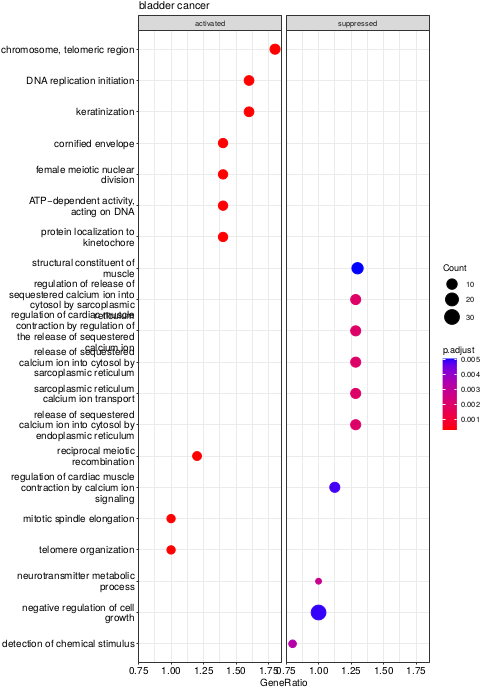 bladder cancer
activated
suppressed
chromosome, telomeric region
DNA replication initiation
keratinization
cornified envelope
female meiotic nuclear
division
ATP−dependent activity,
acting on DNA
protein localization to
kinetochore
structural constituent of
muscle
regulation of release of
sequestered calcium ion into
cytosol by sarcoplasmic
reticulum
regulation of cardiac muscle
contraction by regulation of
the release of sequestered
calcium ion
release of sequestered
calcium ion into cytosol by
sarcoplasmic reticulum
sarcoplasmic reticulum
calcium ion transport
release of sequestered
calcium ion into cytosol by
endoplasmic reticulum
reciprocal meiotic
recombination
regulation of cardiac muscle
contraction by calcium ion
signaling
mitotic spindle elongation
telomere organization
neurotransmitter metabolic
process
negative regulation of cell
growth
detection of chemical stimulus
0.75 1.00 1.25 1.50 1.75 0.75 1.00 1.25 1.50 1.75
GeneRatio
Count
10
20
30
p.adjust
0.005
0.004
0.003
0.002
0.001